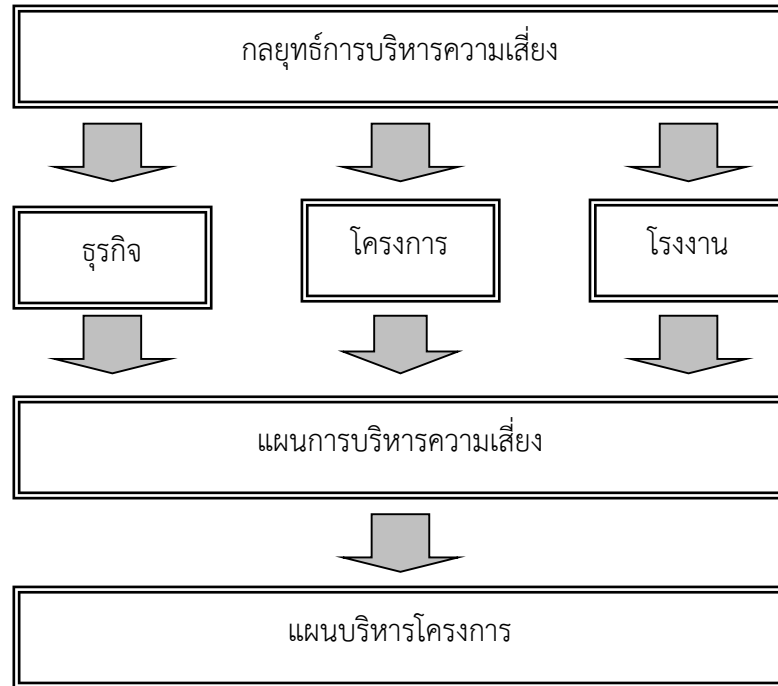 กลยุทธ์การบริหารความเสี่ยง
ธุรกิจ
โครงการ
โรงงาน
แผนการบริหารความเสี่ยง
แผนบริหารโครงการ